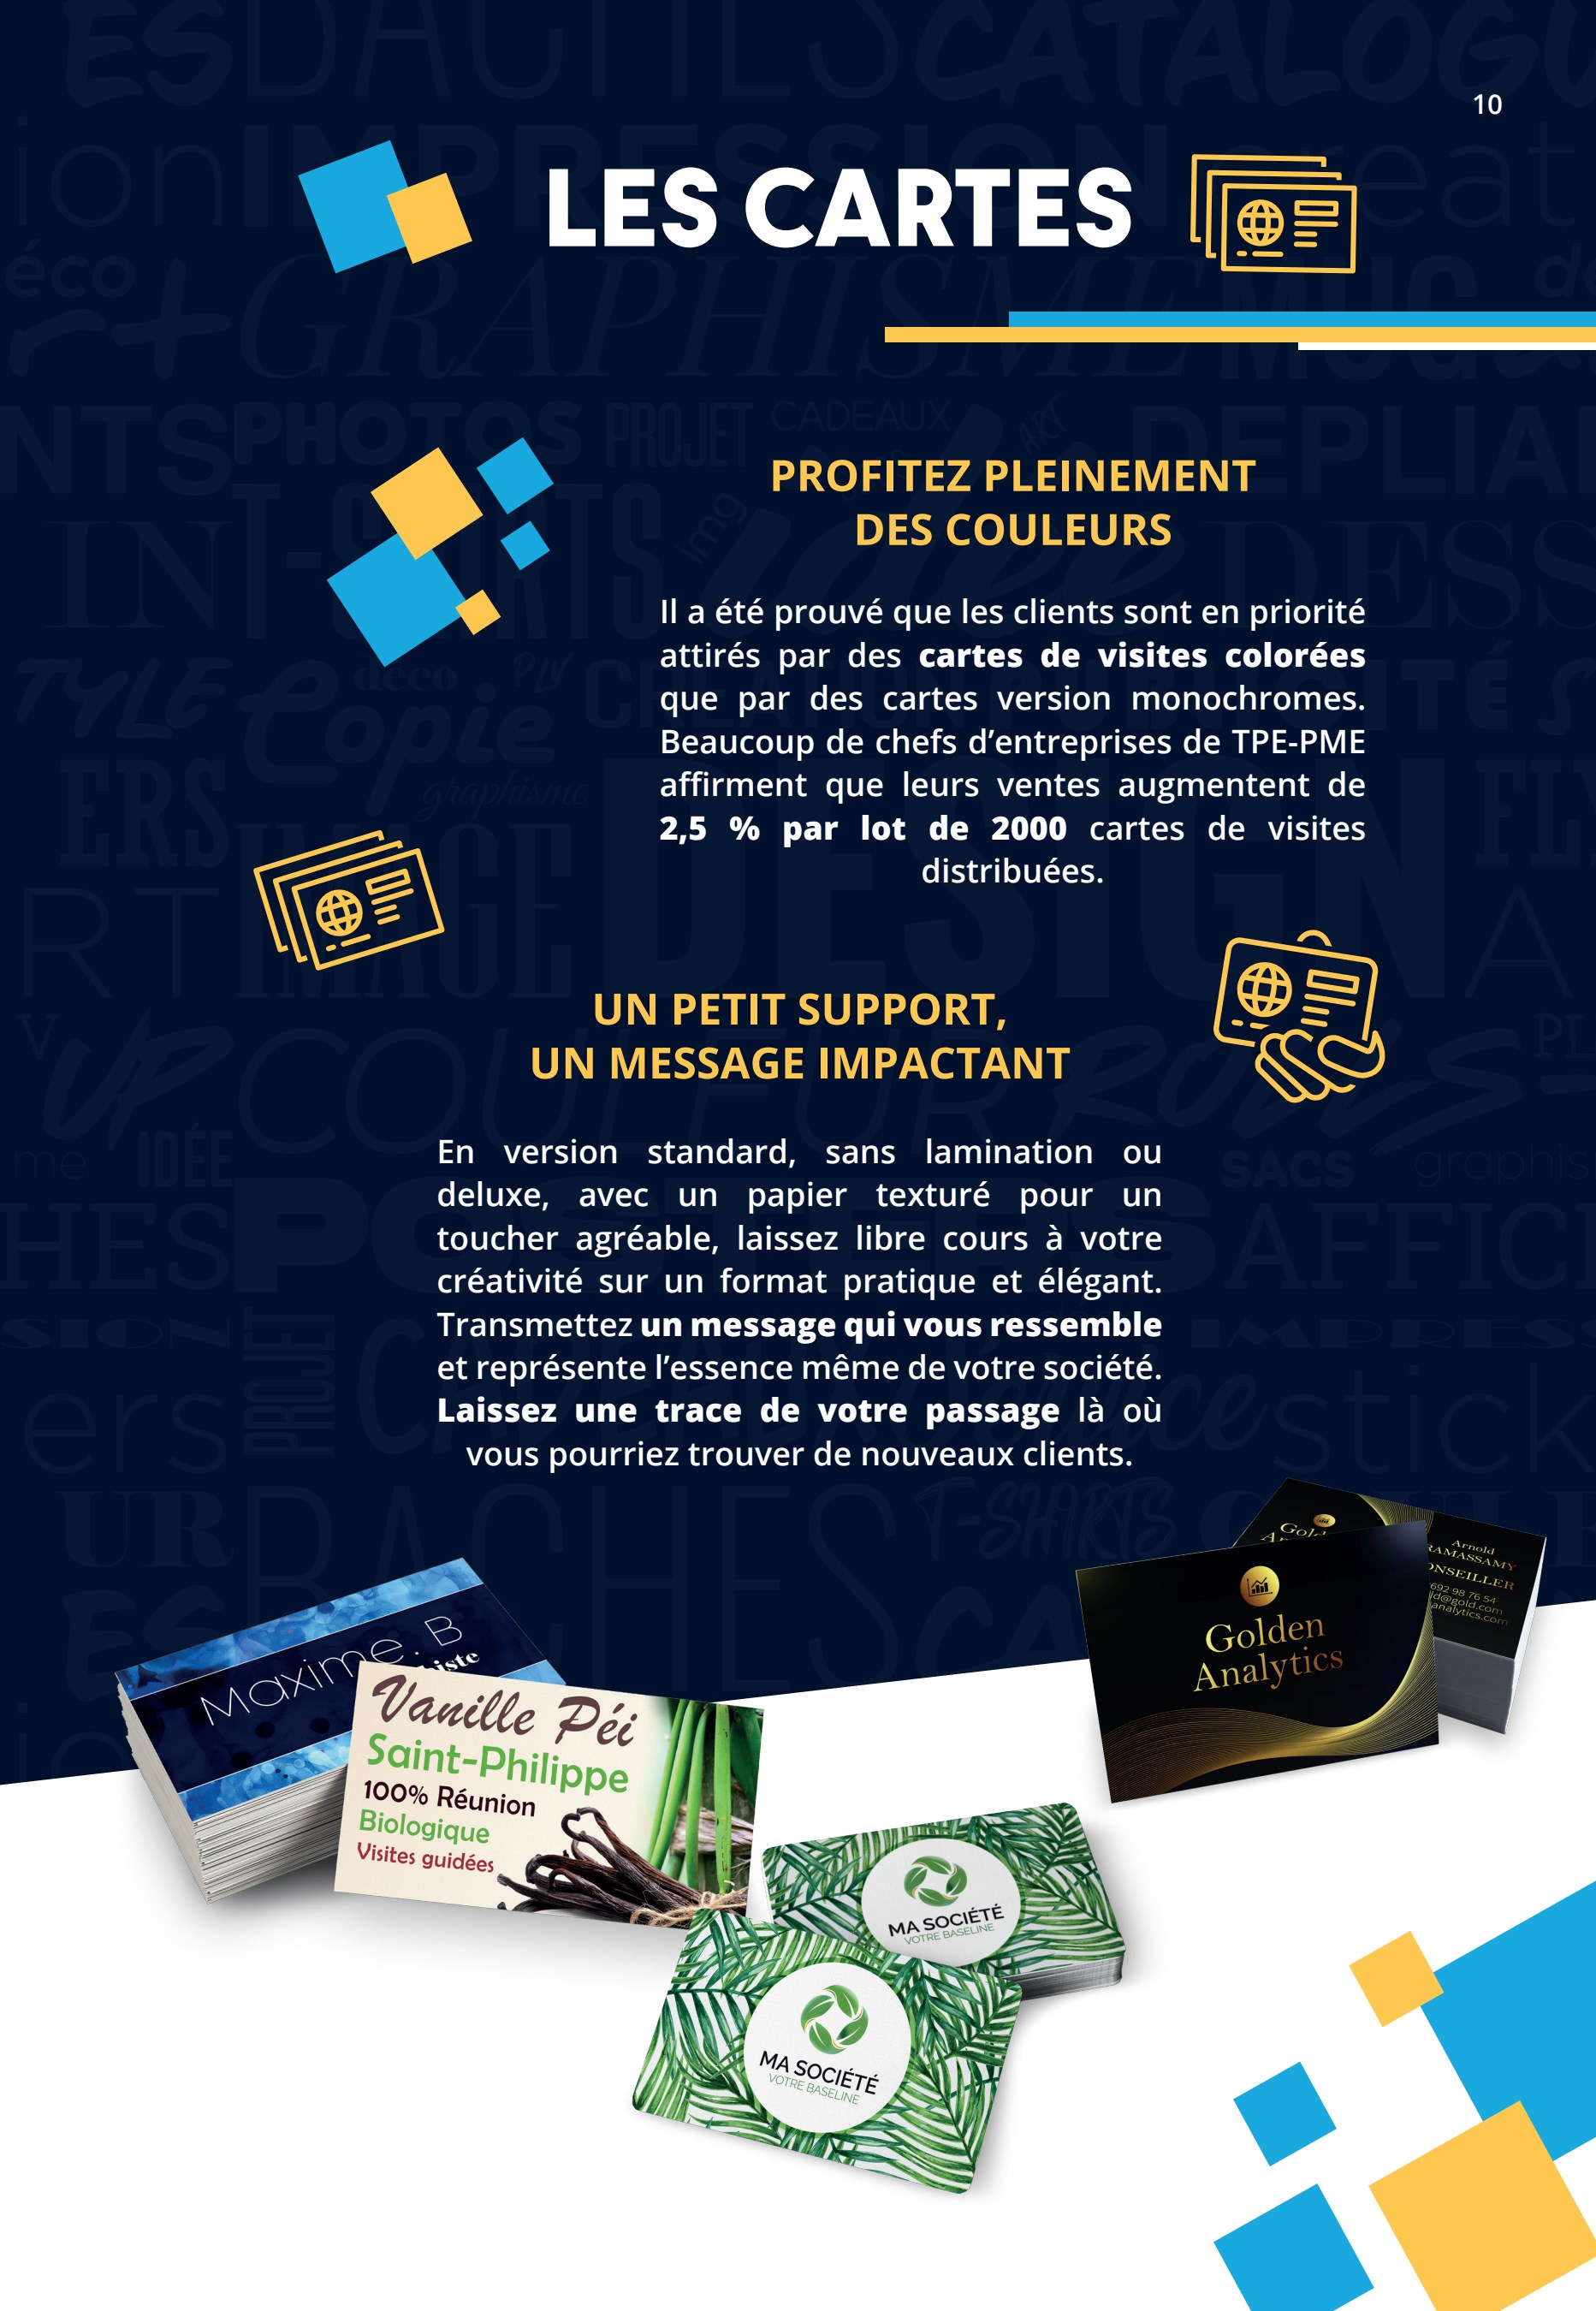 10
LES CARTES
PROFITEZ PLEINEMENT
DES COULEURS
Il a été prouvé que les clients sont en priorité
attirés par des cartes de visites colorées
que par des cartes version monochromes.
Beaucoup de chefs d’entreprises de TPE-PME
affirment que leurs ventes augmentent de
2,5 % par lot de 2000 cartes de visites
distribuées.
UN PETIT SUPPORT,
UN MESSAGE IMPACTANT
En version standard, sans lamination ou
deluxe, avec un papier texturé pour un
toucher agréable, laissez libre cours à votre
créativité sur un format pratique et élégant.
Transmettez un message qui vous ressemble
et représente l’essence même de votre société.
Laissez une trace de votre passage là où
vous pourriez trouver de nouveaux clients.
Maxime. B
Vanille Péi
Saint-Philippe
100% Réunion
Biologique
Visites guidées
Golden
Analytics
Arnold
692 98 76 54
MA SOCIÉTÉ
VOTRE BASELINE
MA SOCIÉTÉ
VOTRE BASELINE